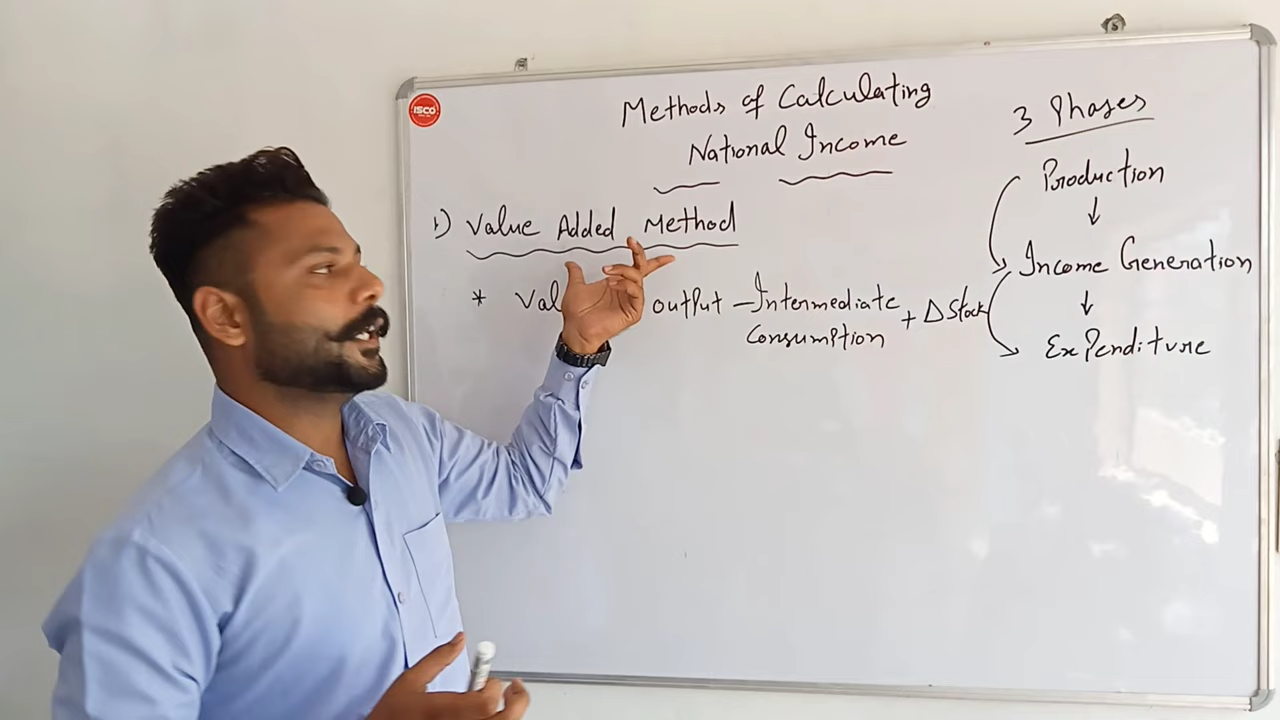 ISCO
Methods of Calculating
National Income
1) Value Added Method
* Val output - Intermediate
Consumption + Δ Stock
3 Phases
Production
↓
Income Generation
↓
Expenditure